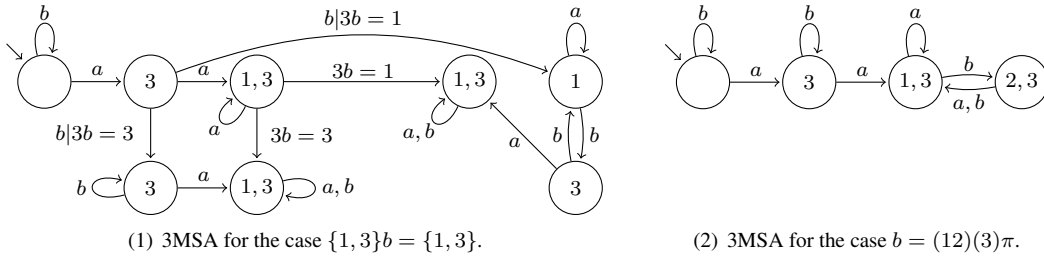 b
b|3b = 1
a
b
b
a
a
3
a
1, 3
3b = 1
1, 3
1
a
3
a
1, 3
b
2, 3
a, b
b|3b = 3
a
3b = 3
a, b
a
b
b
b
3
a
1, 3
a, b
3
(1) 3MSA for the case {1, 3}b = {1, 3}.
(2) 3MSA for the case b = (12)(3)π.